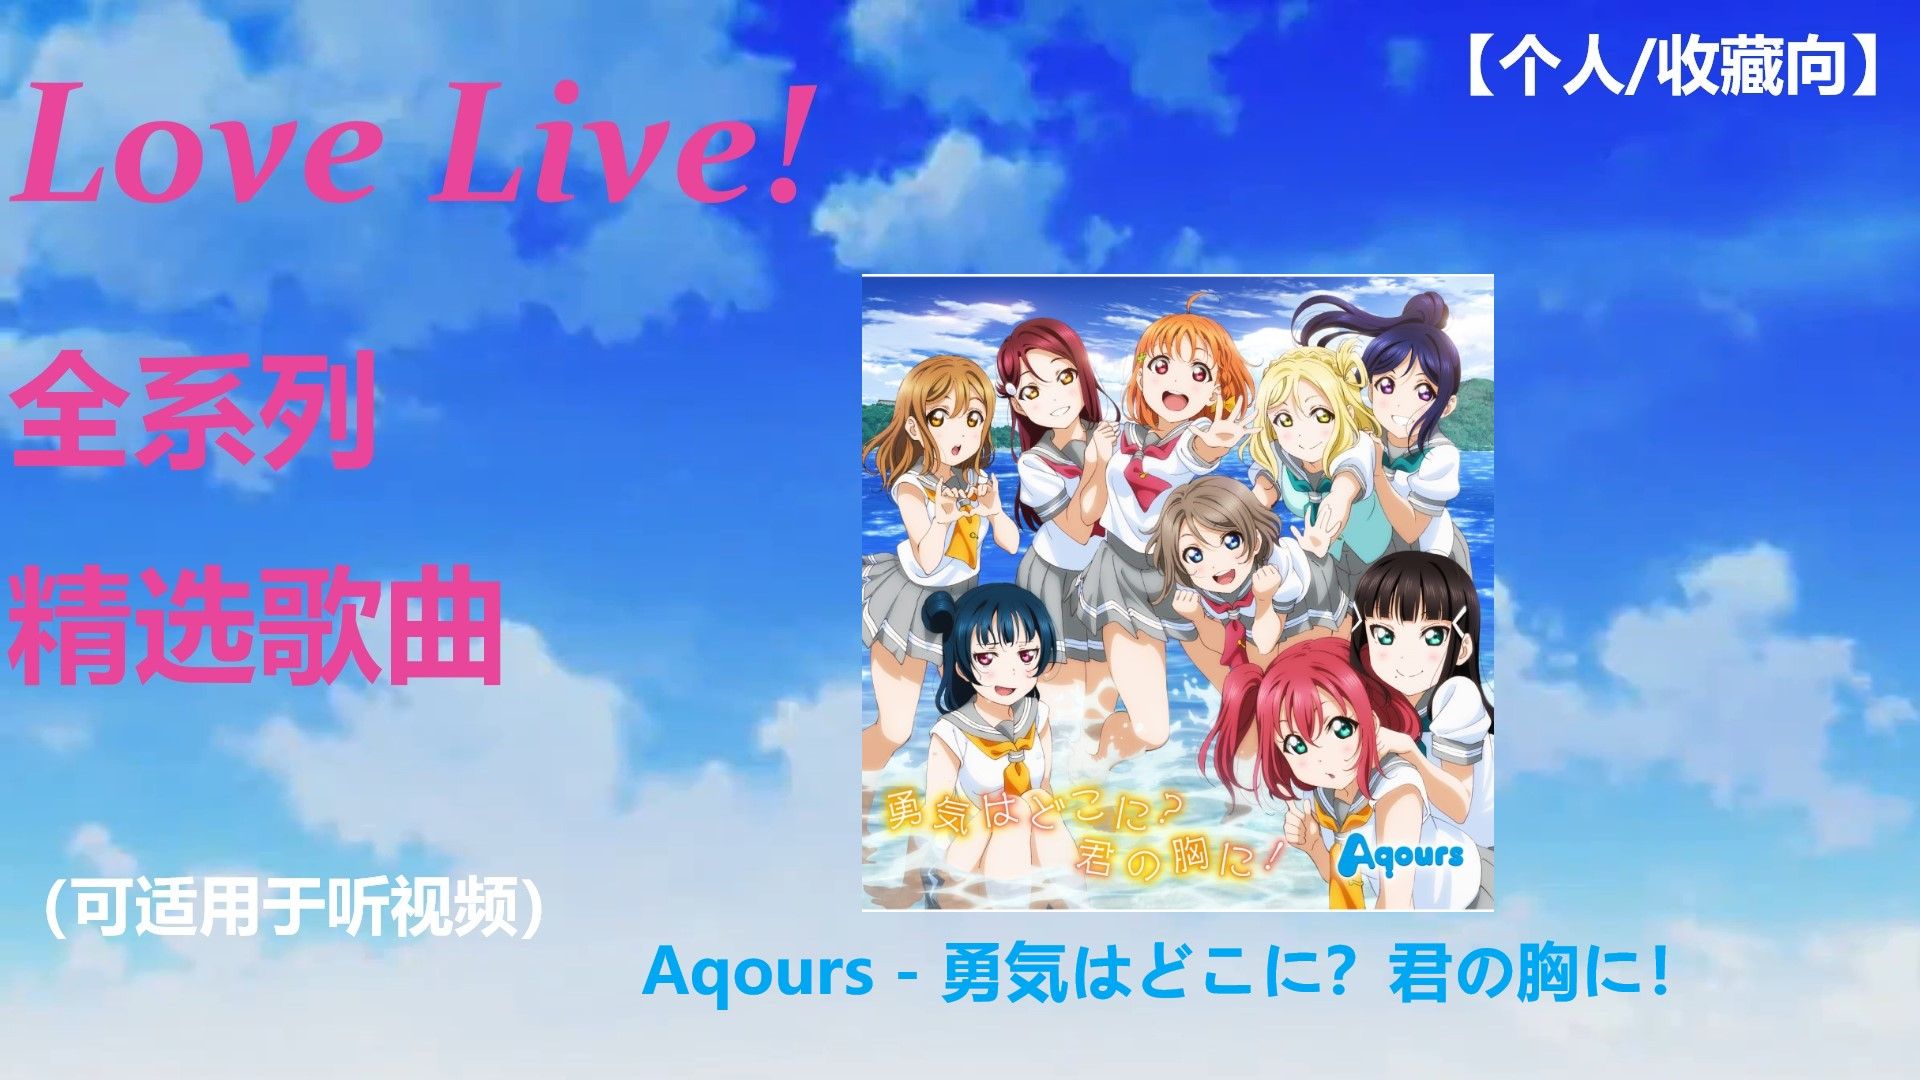 【个人/收藏向】
Love Live!
全系列
精选歌曲
(可适用于听视频)
勇気はどこに?
君の胸に!
Aqours
Aqours - 勇気はどこに？君の胸に！